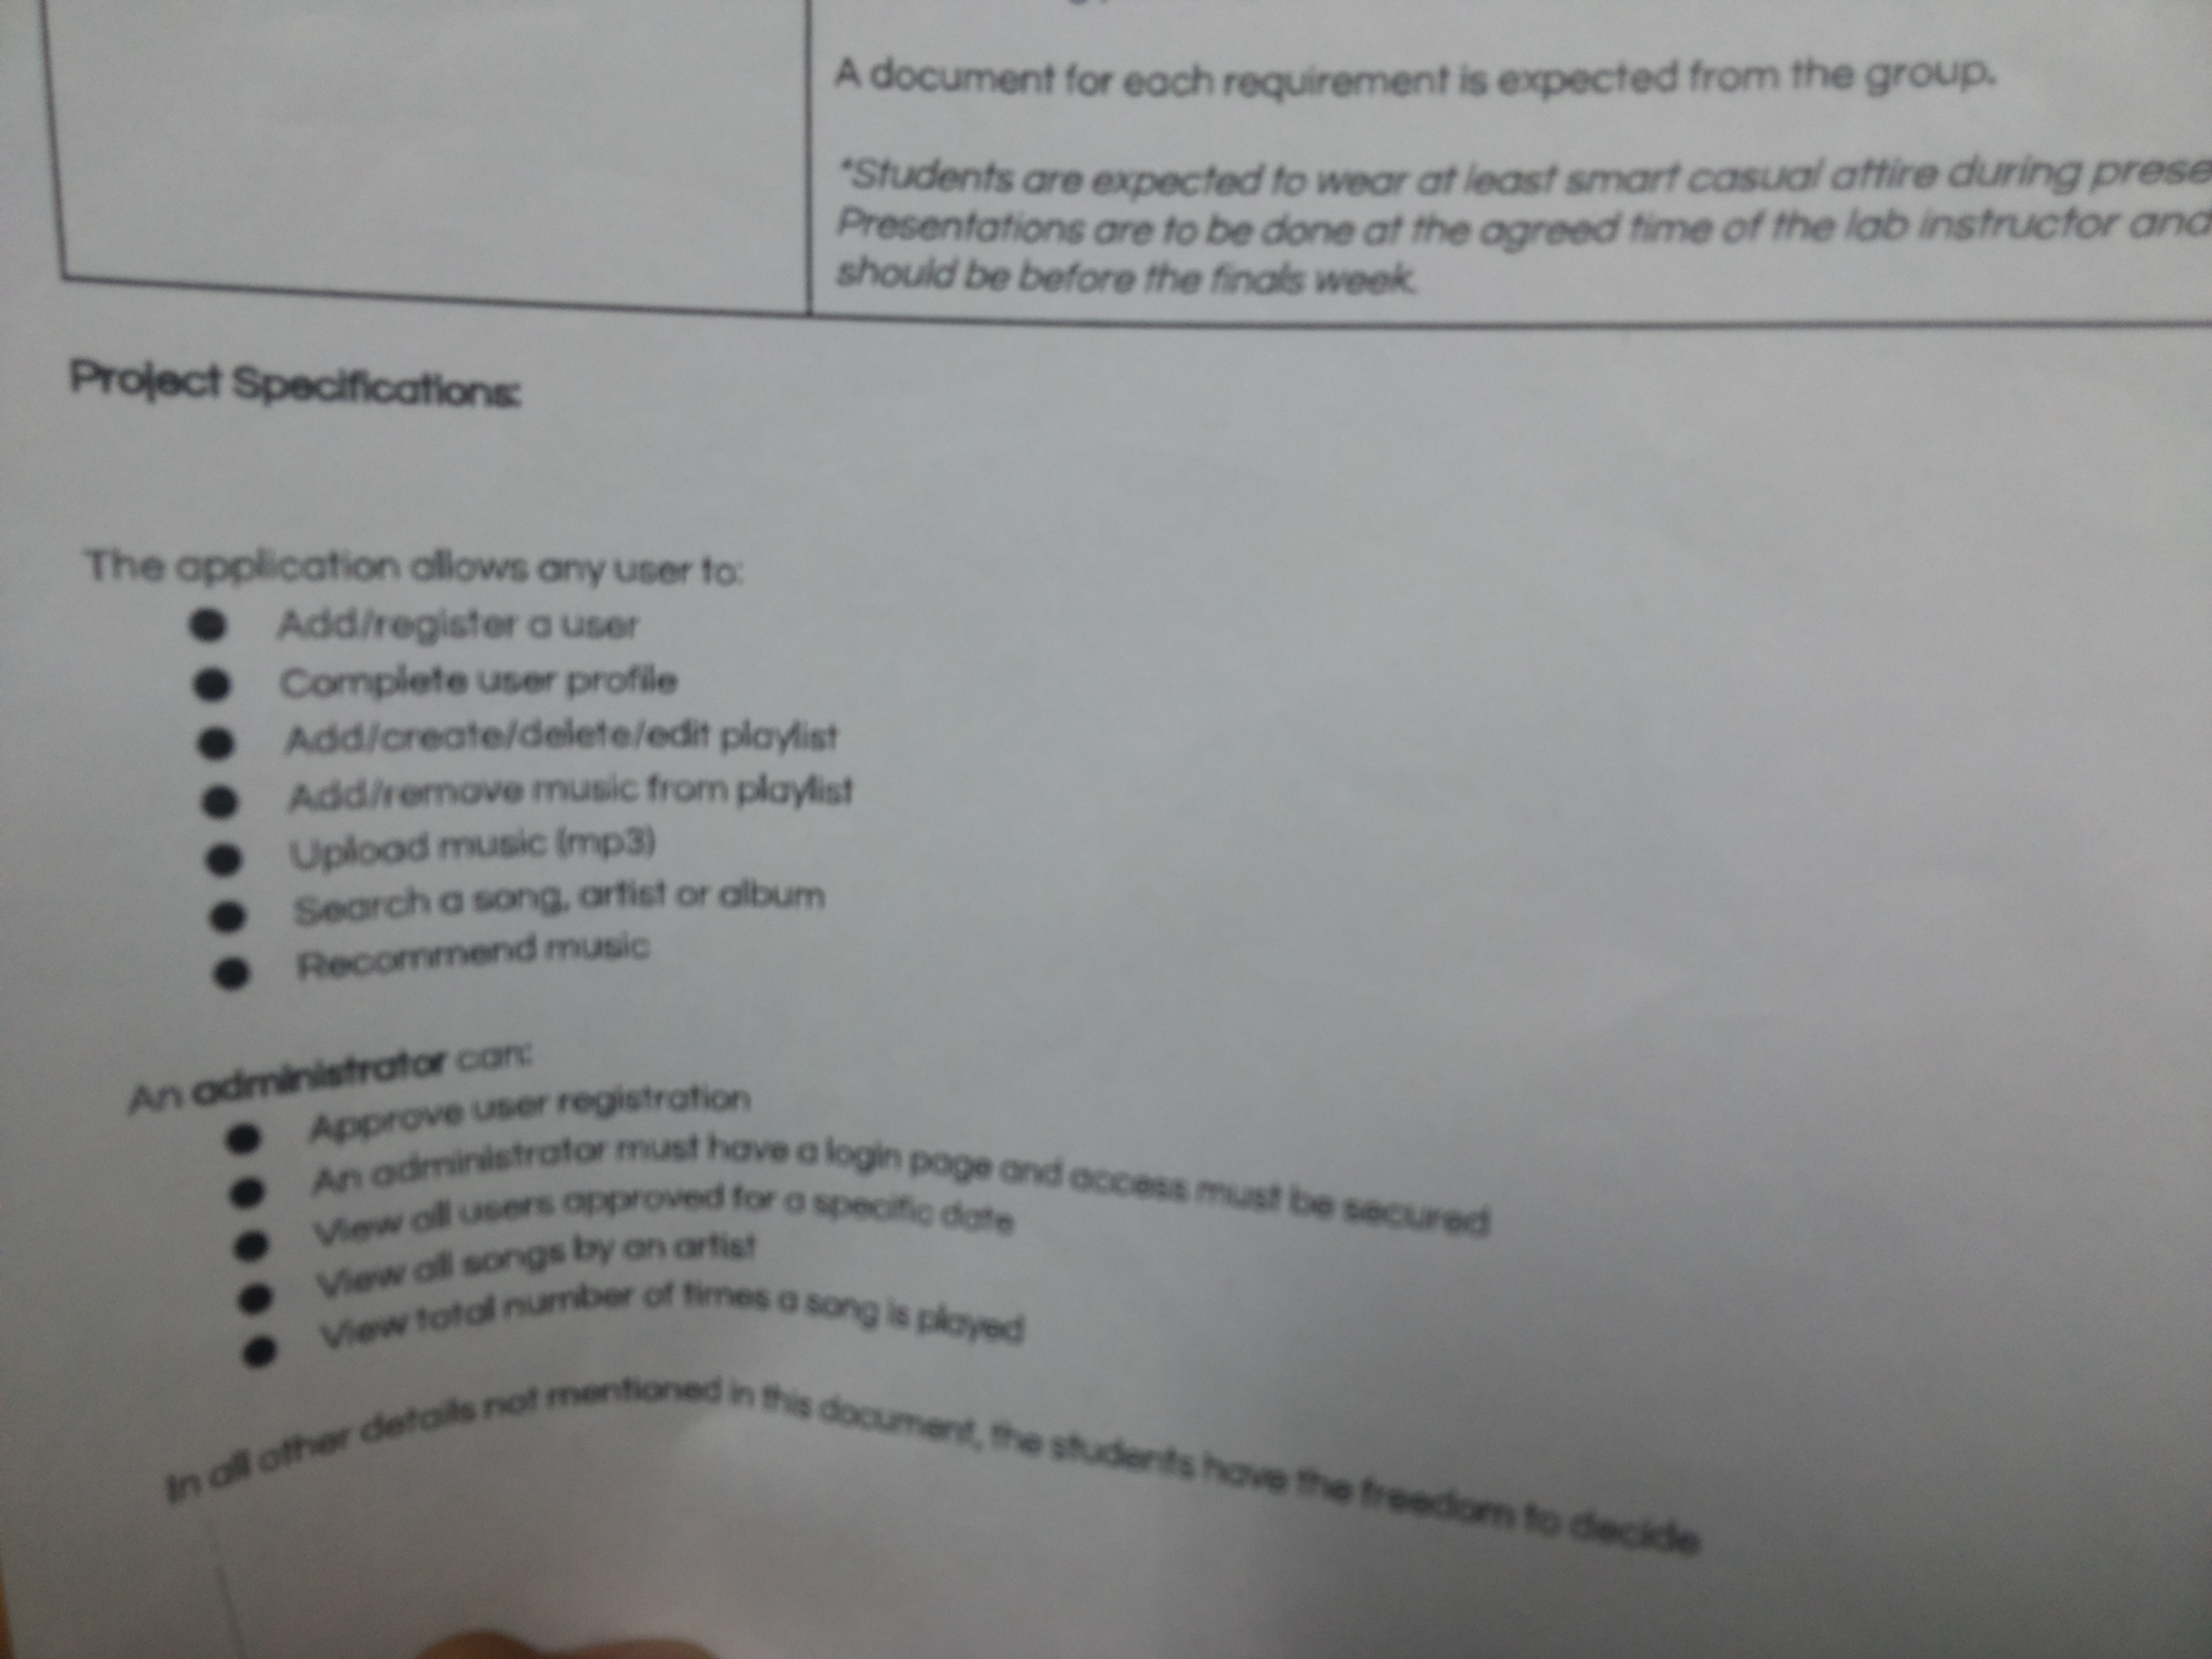 A document for each requirement is expected from the group.
*Students are expected to wear at least smart casual attire during prese
Presentations are to be done at the agreed time of the lab instructor and
should be before the finals week.
Project Specifications:
The application allows any user to:
● Add/register a user
● Complete user profile
● Add/create/delete/edit playlist
● Add/remove music from playlist
● Upload music (mp3)
● Search a song, artist or album
● Recommend music
An administrator can:
● Approve user registration
● An administrator must have a login page and access must be secured
● View all users approved for a specific date
● View all songs by an artist
● View total number of times a song is played
In all other details not mentioned in this document, the students have the freedom to decide